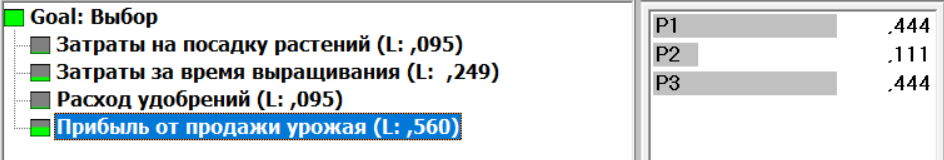 Goal: Выбор
Затраты на посадку растений (L: ,095)
Затраты за время выращивания (L: ,249)
Расход удобрений (L: ,095)
Прибыль от продажи урожая (L: ,560)
P1 ,444
P2 ,111
P3 ,444